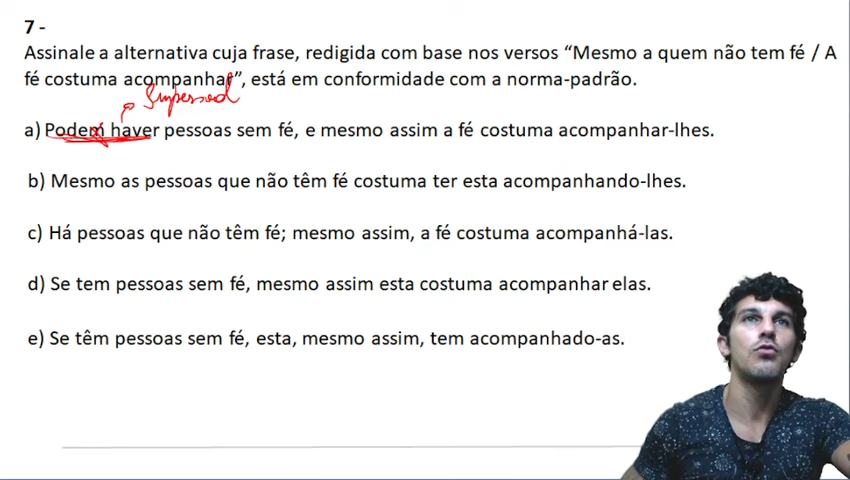 7 -
Assinale a alternativa cuja frase, redigida com base nos versos “Mesmo a quem não tem fé / A
fé costuma acompanhar”, está em conformidade com a norma-padrão.
a) Podem haver pessoas sem fé, e mesmo assim a fé costuma acompanhar-lhes.
b) Mesmo as pessoas que não têm fé costuma ter esta acompanhando-lhes.
c) Há pessoas que não têm fé; mesmo assim, a fé costuma acompanhá-las.
d) Se tem pessoas sem fé, mesmo assim esta costuma acompanhar elas.
e) Se têm pessoas sem fé, esta, mesmo assim, tem acompanhado-as.